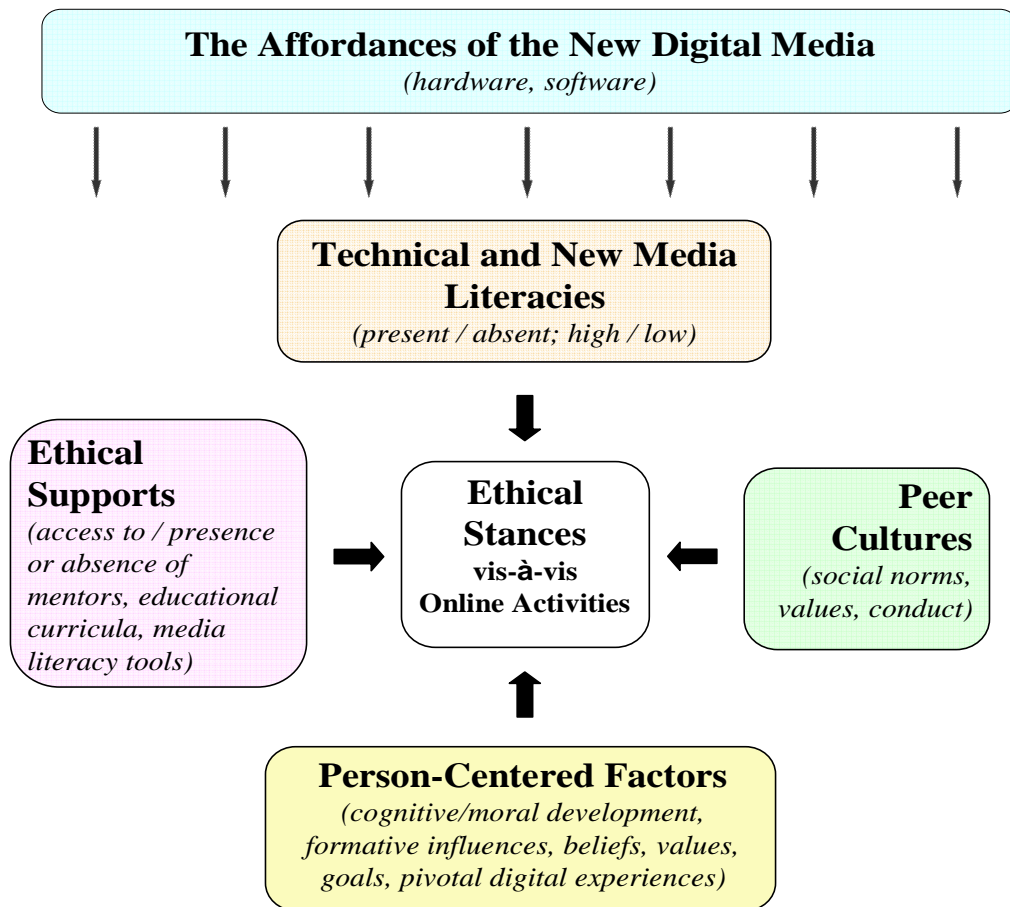 The Affordances of the New Digital Media
(hardware, software)
Technical and New Media
Literacies
(present / absent; high / low)
Ethical
Supports
(access to / presence
or absence of
mentors, educational
curricula, media
literacy tools)
Ethical
Stances
vis-à-vis
Online Activities
Peer
Cultures
(social norms,
values, conduct)
Person-Centered Factors
(cognitive/moral development,
formative influences, beliefs, values,
goals, pivotal digital experiences)